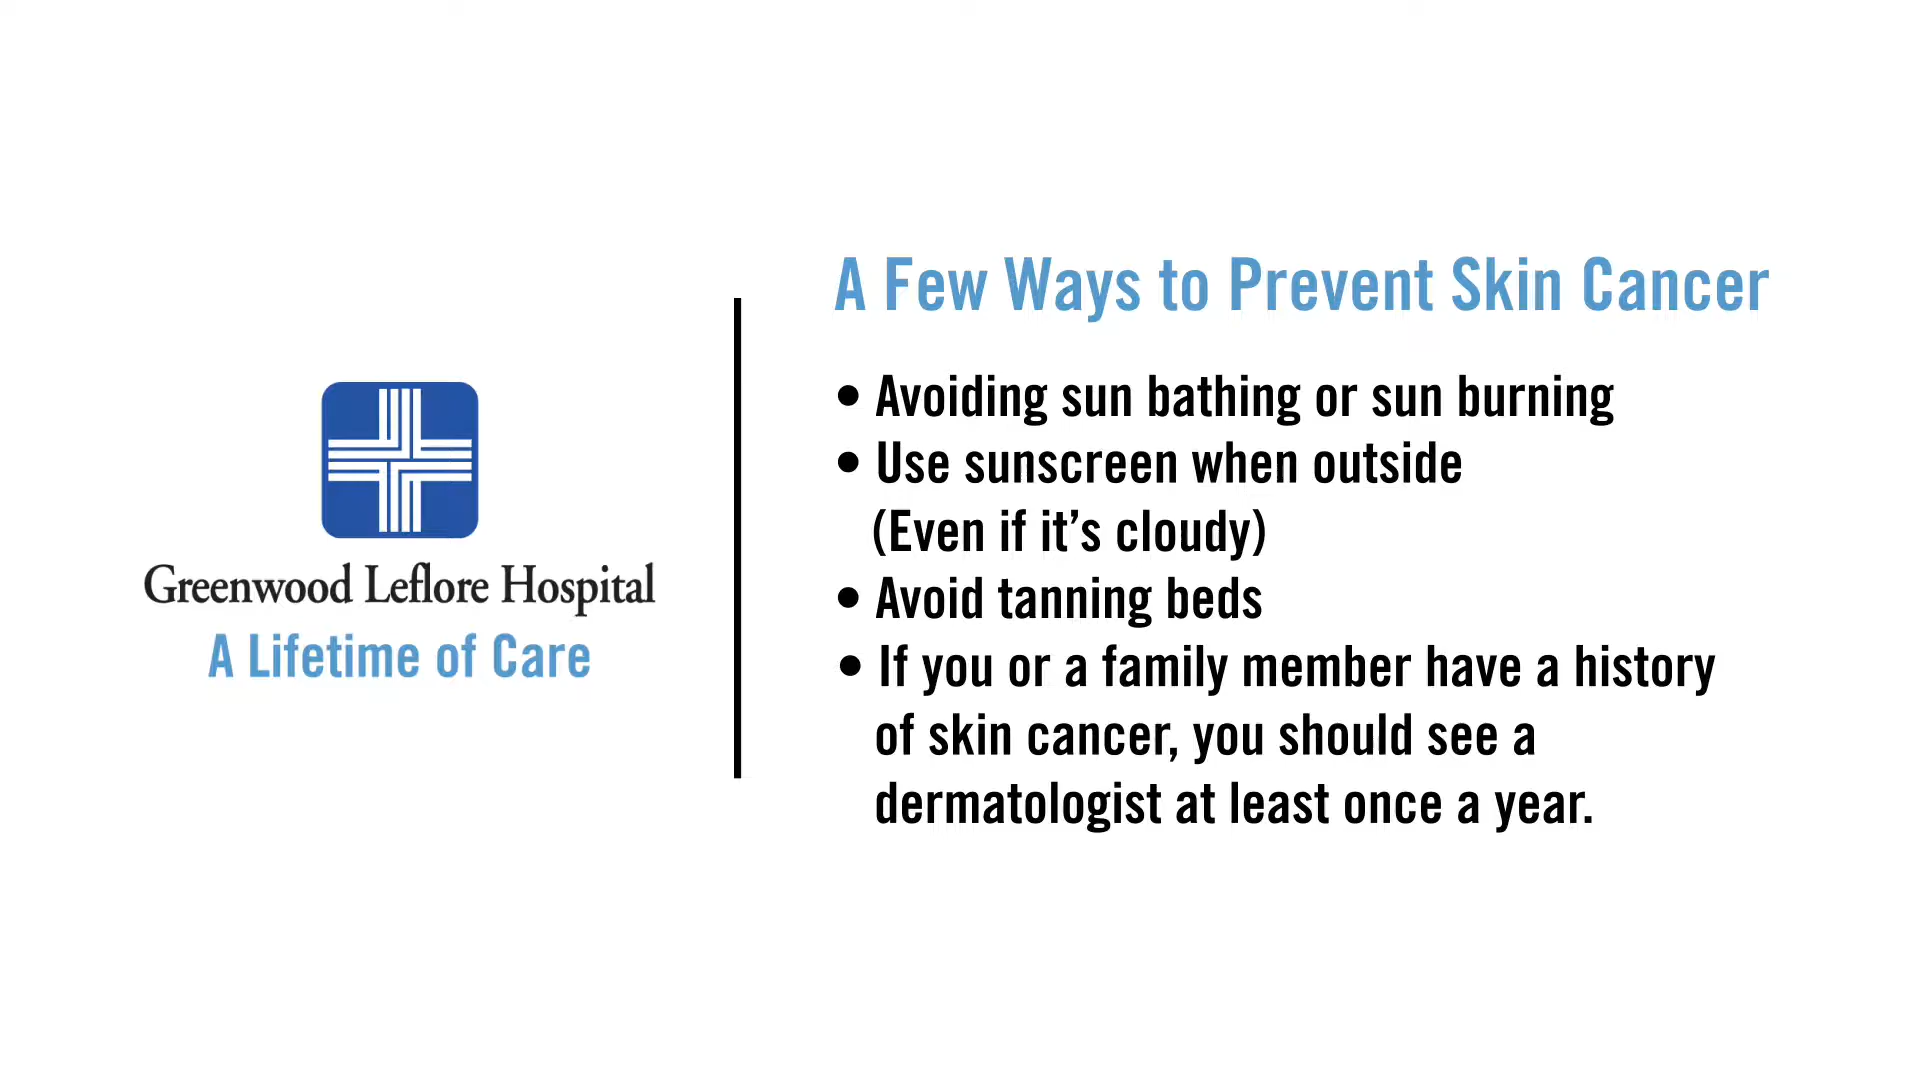 Greenwood Leflore Hospital
A Lifetime of Care
A Few Ways to Prevent Skin Cancer
• Avoiding sun bathing or sun burning
• Use sunscreen when outside
(Even if it’s cloudy)
• Avoid tanning beds
• If you or a family member have a history
of skin cancer, you should see a
dermatologist at least once a year.